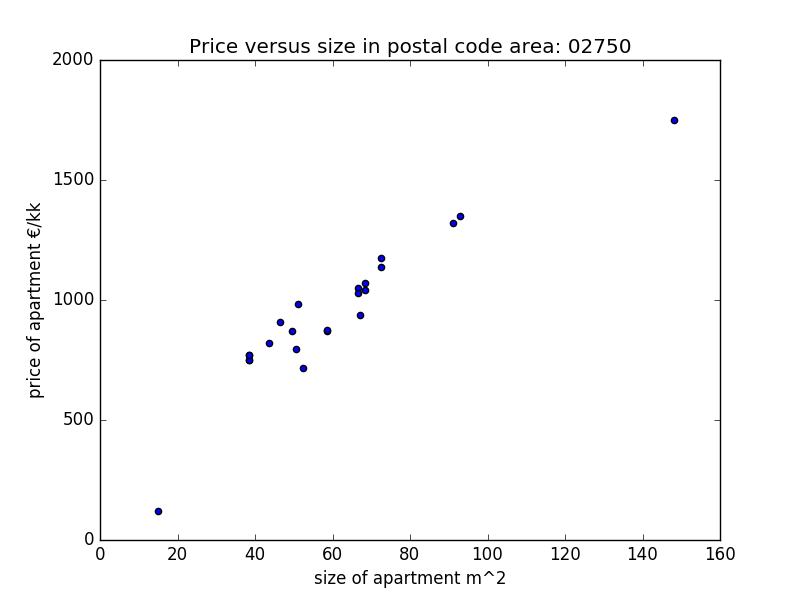 Price versus size in postal code area: 02750
2000
1500
1000
500
0
price of apartment €/kk
0 20 40 60 80 100 120 140 160
size of apartment m^2